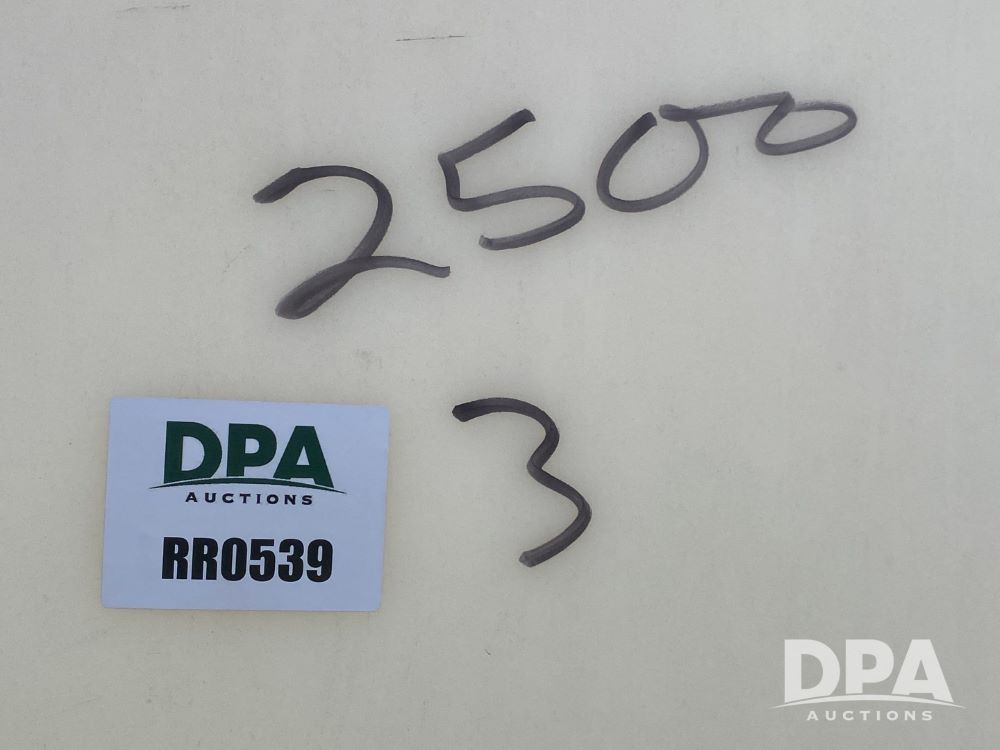 2500
3
DPA
AUCTIONS
RR0539
DPA
AUCTIONS